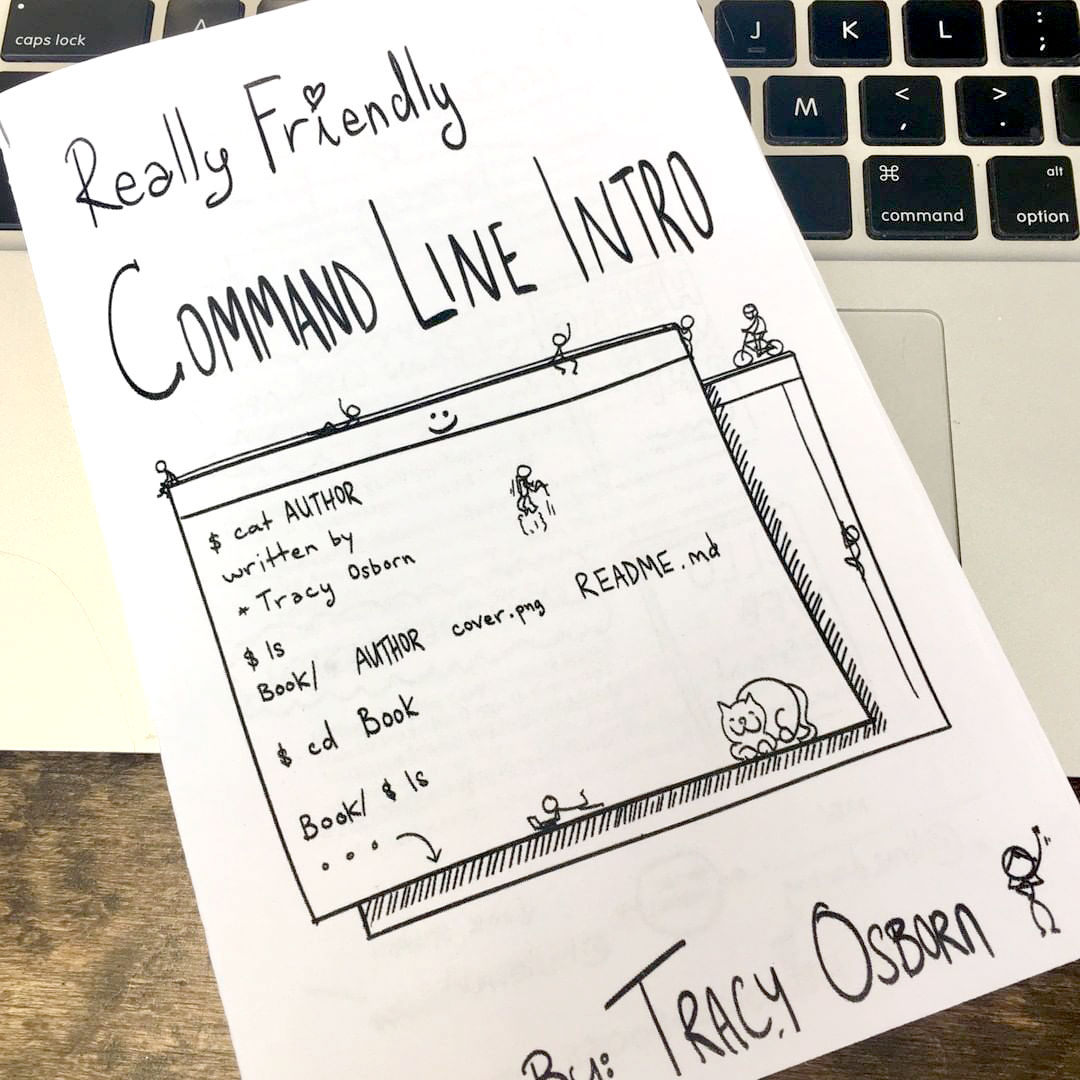 caps lock
A
J
K
L
:
;
M
<
,
>
.
⌘
command
alt
option
Really Friendly
COMMAND LINE INTRO
$ cat AUTHOR
written by
* Tracy Osborn
$ ls
Book/ AUTHOR cover.png README.md
$ cd Book
Book/ $ ls
...
By: TRACY OSBORN